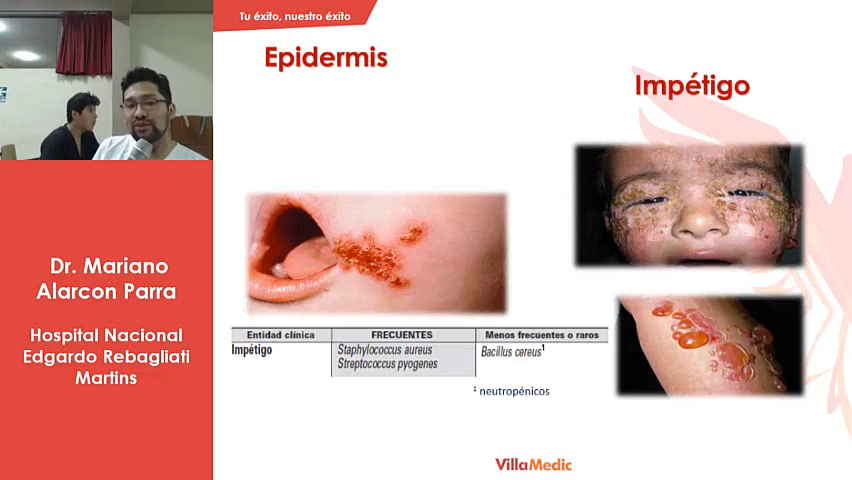 Tu éxito, nuestro éxito
Epidermis
Impétigo
Dr. Mariano
Alarcon Parra
Hospital Nacional
Edgardo Rebagliati
Martins
Entidad clínica FRECUENTES Menos frecuentes o raros
Impétigo Staphylococcus aureus Bacillus cereus¹
Streptococcus pyogenes
¹ neutropénicos
VillaMedic